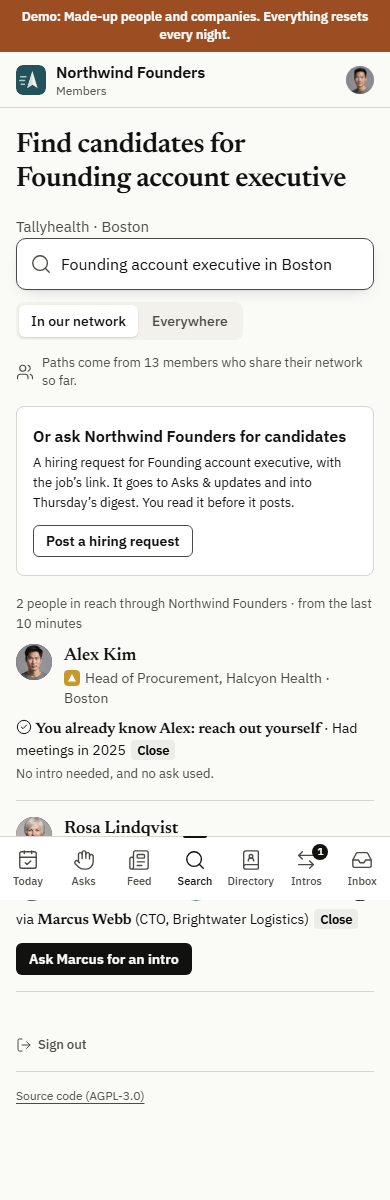 Demo: Made-up people and companies. Everything resets
every night.
Northwind Founders
Members
Find candidates for
Founding account executive
Tallyhealth · Boston
Founding account executive in Boston
In our network
Everywhere
Paths come from 13 members who share their network
so far.
Or ask Northwind Founders for candidates
A hiring request for Founding account executive, with
the job's link. It goes to Asks & updates and into
Thursday's digest. You read it before it posts.
Post a hiring request
2 people in reach through Northwind Founders · from the last
10 minutes
Alex Kim
Head of Procurement, Halcyon Health ·
Boston
You already know Alex: reach out yourself · Had
meetings in 2025 Close
No intro needed, and no ask used.
Rosa Lindqvist
1
Today
Asks
Feed
Search
Directory
Intros
Inbox
via Marcus Webb (CTO, Brightwater Logistics) Close
Ask Marcus for an intro
Sign out
Source code (AGPL-3.0)